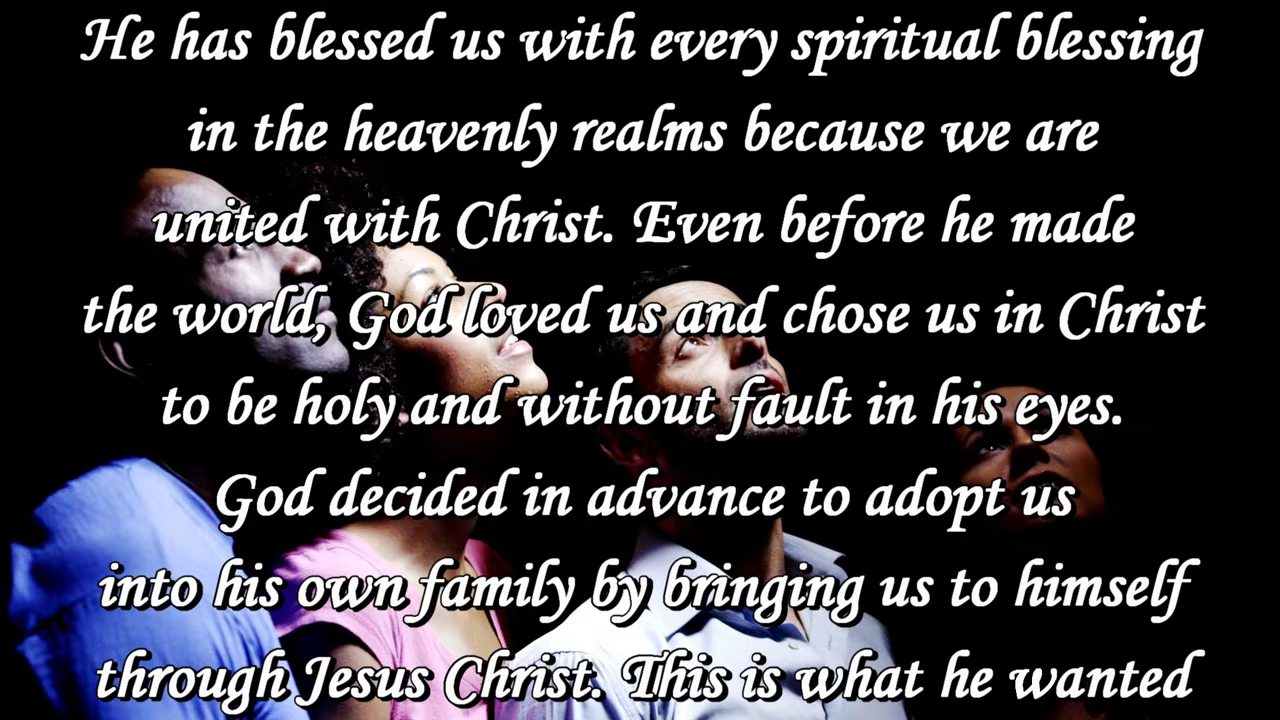 He has blessed us with every spiritual blessing
in the heavenly realms because we are
united with Christ. Even before he made
the world, God loved us and chose us in Christ
to be holy and without fault in his eyes.
God decided in advance to adopt us
into his own family by bringing us to himself
through Jesus Christ. This is what he wanted